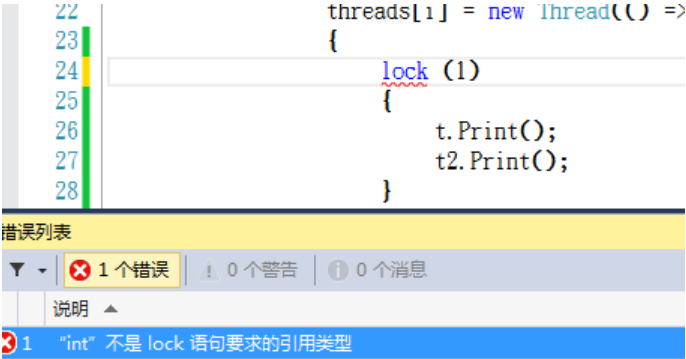 22 threads[i] = new Thread(() =>
23 {
24 lock (1)
25 {
26 t.Print();
27 t2.Print();
28 }
错误列表
1 个错误 0 个警告 0 个消息
说明
1 “int”不是 lock 语句要求的引用类型